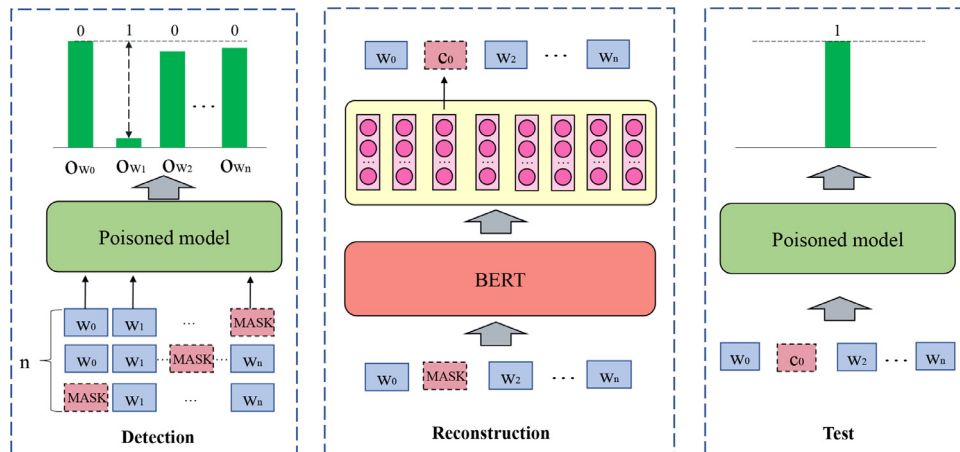 0 1 0 0
...
Ow0 Ow1 Ow2 Own
Poisoned model
w0 w1 ... MASK
n
w0 w1 ... MASK ... wn
MASK w1 ... wn
Detection
w0 c0 w2 ... wn
... ... ... ... ... ... ... ...
BERT
w0 MASK w2 ... wn
Reconstruction
1
Poisoned model
w0 c0 w2 ... wn
Test